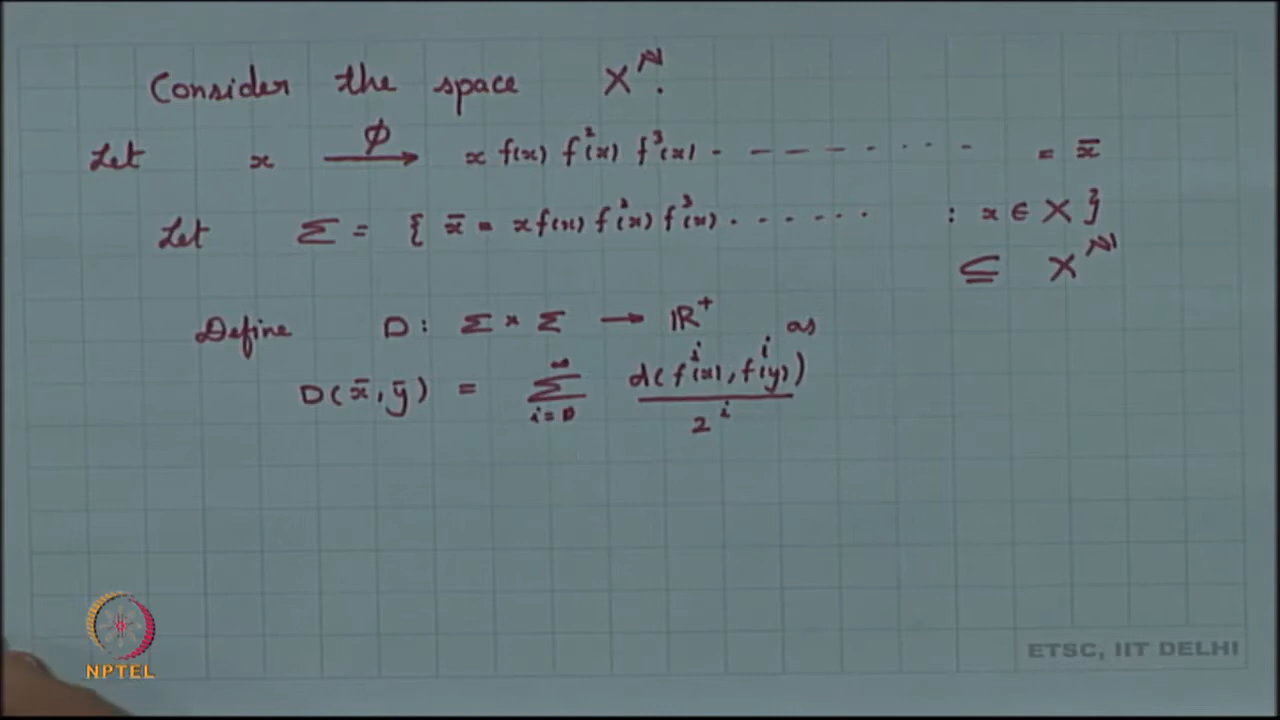 Consider the space X^ℕ.
Let x —ϕ→ x f(x) f²(x) f³(x) . - - - - . . . . = x̄
Let Σ = { x̄ = x f(x) f²(x) f³(x) . . . . . . . : x ∈ X }
⊆ X^ℕ
Define D : Σ × Σ → ℝ⁺ as
D(x̄, ȳ) = Σ_{i=0}^{∞} d(fⁱ(x), fⁱ(y)) / 2ⁱ
NPTEL
ETSC, IIT DELHI